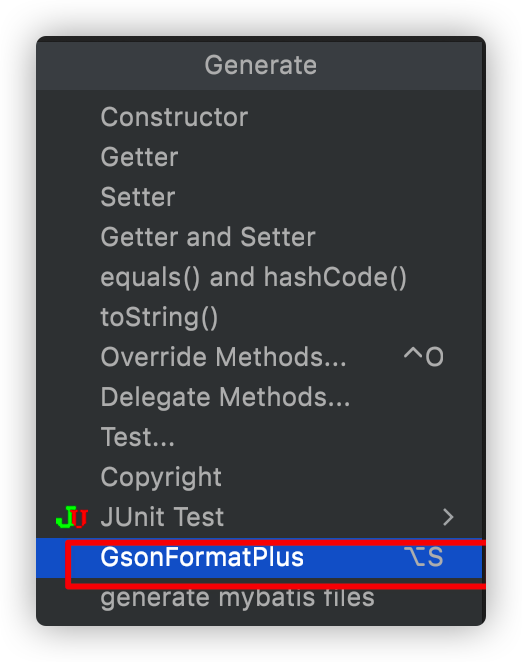 Generate
Constructor
Getter
Setter
Getter and Setter
equals() and hashCode()
toString()
Override Methods... ^O
Delegate Methods...
Test...
Copyright
JU JUnit Test >
GsonFormatPlus ⌥S
generate mybatis files